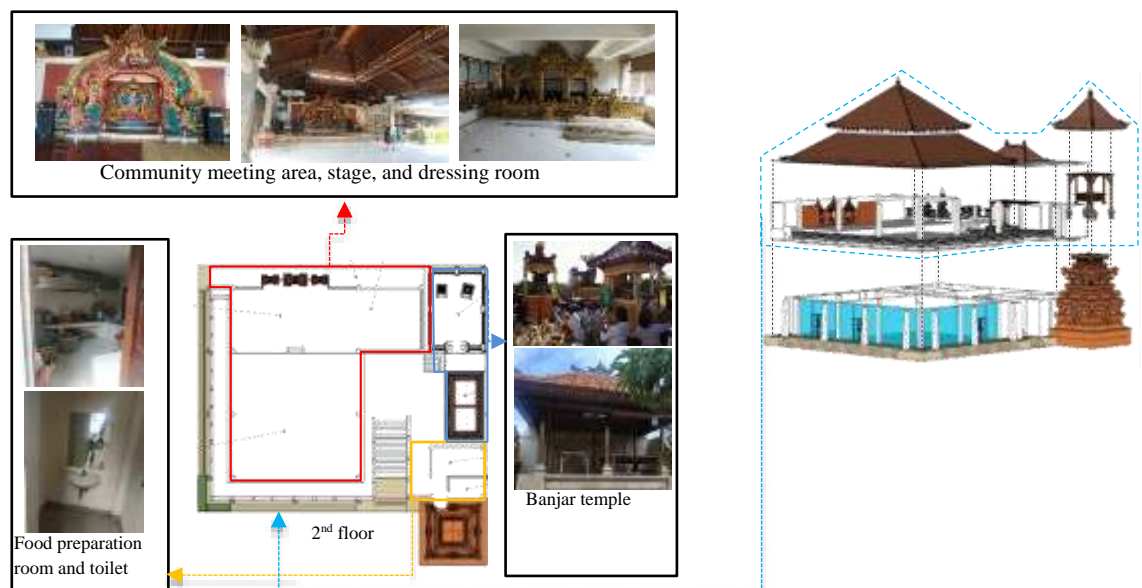 Community meeting area, stage, and dressing room
2nd floor
Banjar temple
Food preparation
room and toilet